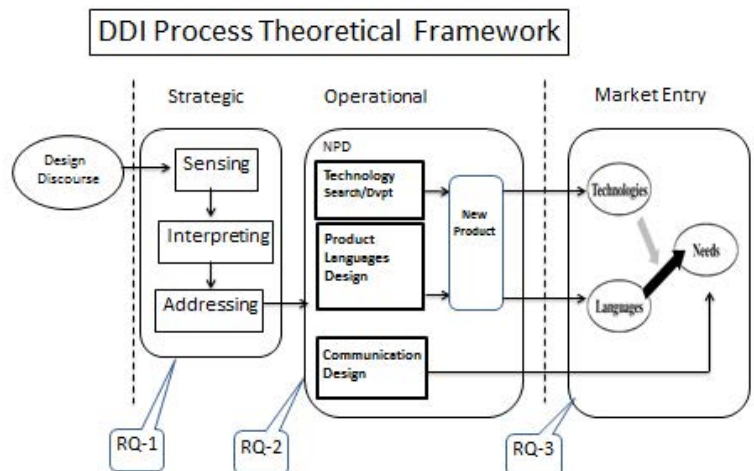 DDI Process Theoretical Framework
Strategic
Operational
Market Entry
Design
Discourse
Sensing
Interpreting
Addressing
NPD
Technology
Search/Dvpt
Product
Languages
Design
Communication
Design
New
Product
Technologies
Needs
Languages
RQ-1
RQ-2
RQ-3